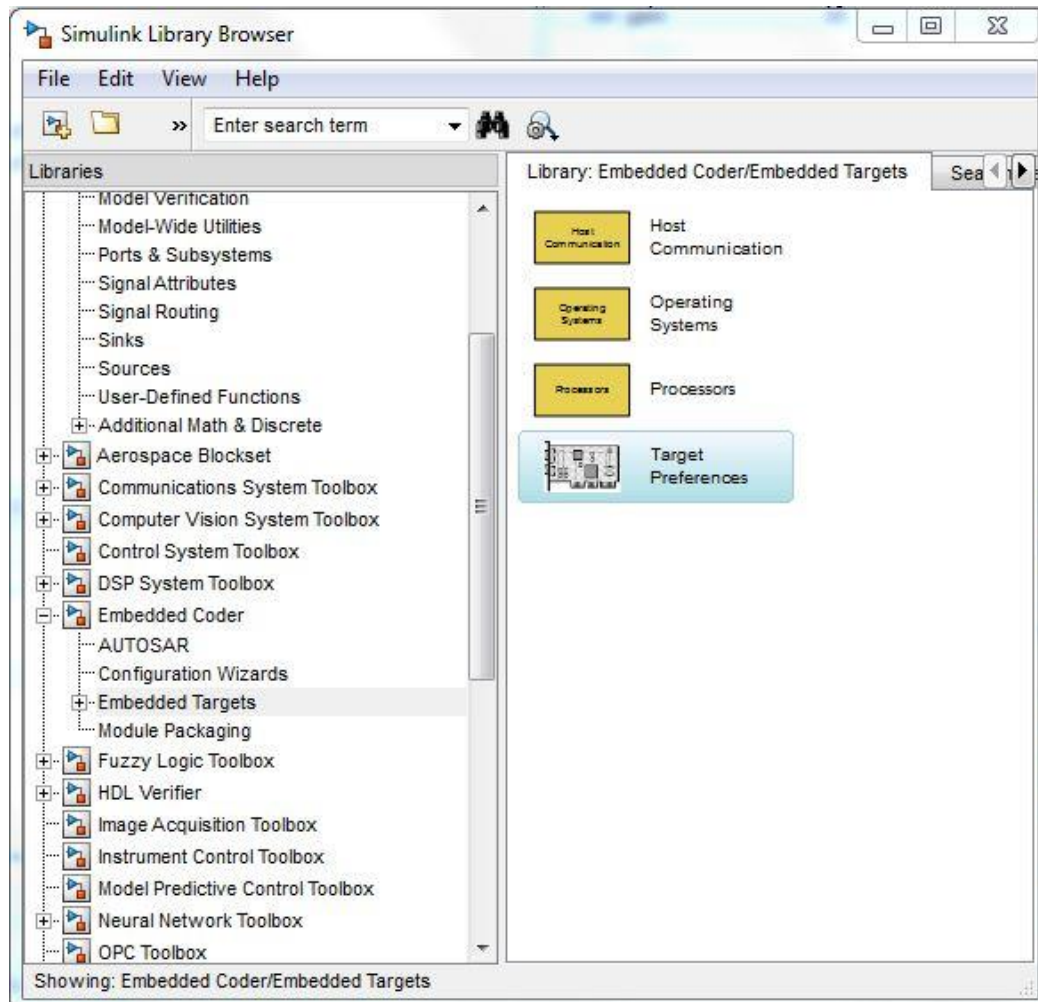 Simulink Library Browser
File Edit View Help
» Enter search term
Libraries
Library: Embedded Coder/Embedded Targets
Model Verification
Model-Wide Utilities
Ports & Subsystems
Signal Attributes
Signal Routing
Sinks
Sources
User-Defined Functions
Additional Math & Discrete
Aerospace Blockset
Communications System Toolbox
Computer Vision System Toolbox
Control System Toolbox
DSP System Toolbox
Embedded Coder
AUTOSAR
Configuration Wizards
Embedded Targets
Module Packaging
Fuzzy Logic Toolbox
HDL Verifier
Image Acquisition Toolbox
Instrument Control Toolbox
Model Predictive Control Toolbox
Neural Network Toolbox
OPC Toolbox
Host
Communication
Host
Communication
Operating
Systems
Operating
Systems
Processors
Processors
Target
Preferences
Showing: Embedded Coder/Embedded Targets